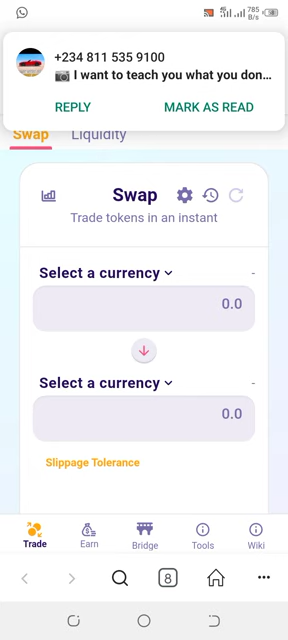 4G
785
B/s
+234 811 535 9100
📷 I want to teach you what you don...
REPLY
MARK AS READ
Swap
Liquidity
Swap
Trade tokens in an instant
Select a currency
-
0.0
Select a currency
-
0.0
Slippage Tolerance
Trade
Earn
Bridge
Tools
Wiki
8